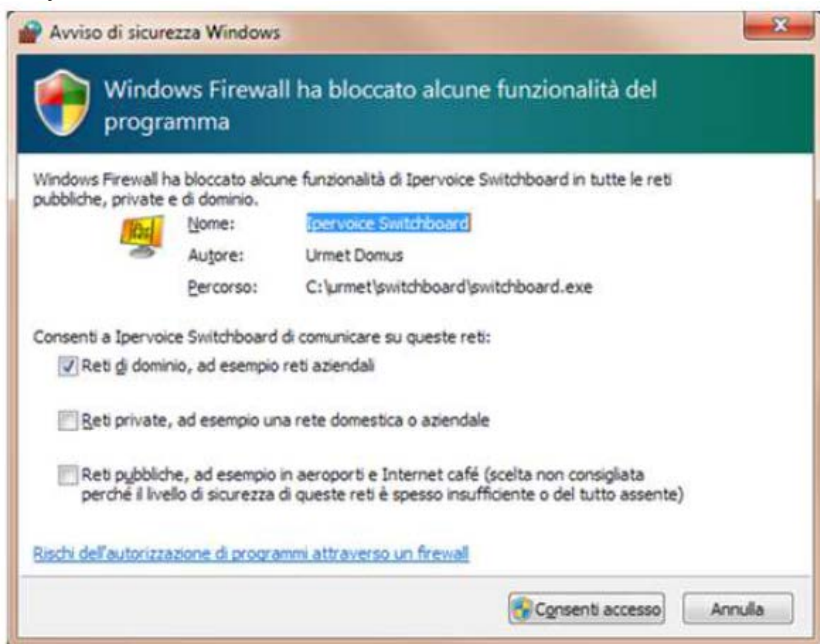 Avviso di sicurezza Windows
Windows Firewall ha bloccato alcune funzionalità del
programma
Windows Firewall ha bloccato alcune funzionalità di Ipervoice Switchboard in tutte le reti
pubbliche, private e di dominio.
Nome: Ipervoice Switchboard
Autore: Urmet Domus
Percorso: C:\urmet\switchboard\switchboard.exe
Consenti a Ipervoice Switchboard di comunicare su queste reti:
Reti di dominio, ad esempio reti aziendali
Reti private, ad esempio una rete domestica o aziendale
Reti pubbliche, ad esempio in aeroporti e Internet café (scelta non consigliata
perché il livello di sicurezza di queste reti è spesso insufficiente o del tutto assente)
Rischi dell'autorizzazione di programmi attraverso un firewall
Consenti accesso Annulla